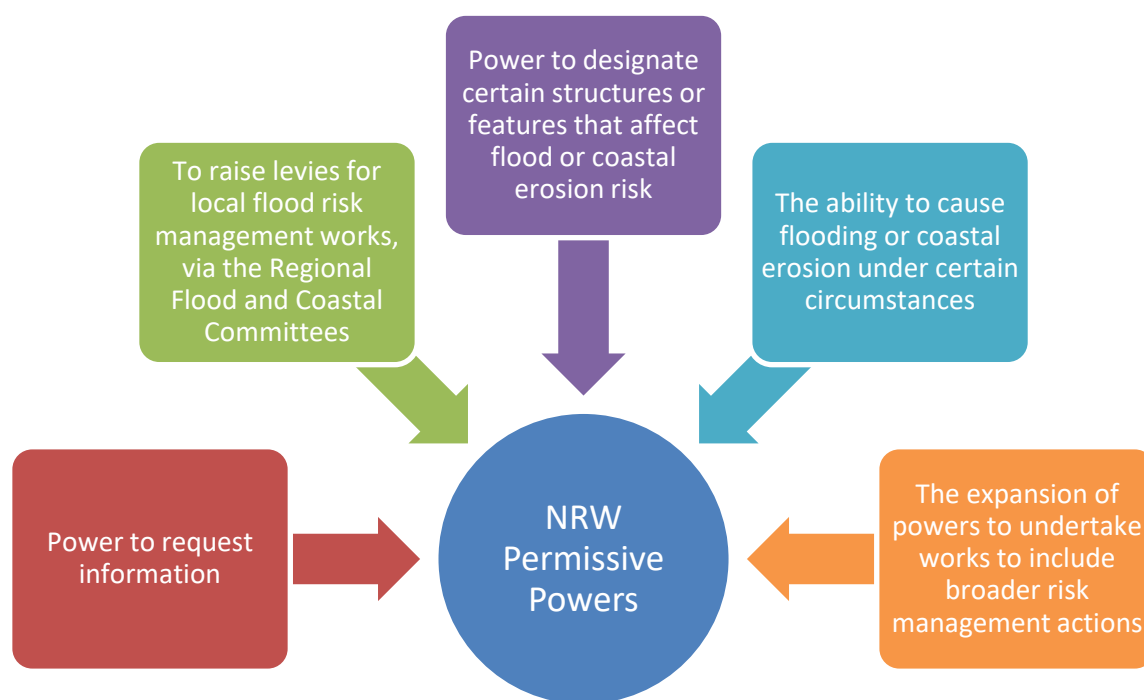 Power to designate
certain structures or
features that affect
flood or coastal
erosion risk
To raise levies for
local flood risk
management works,
via the Regional
Flood and Coastal
Committees
The ability to cause
flooding or coastal
erosion under certain
circumstances
Power to request
information
NRW
Permissive
Powers
The expansion of
powers to undertake
works to include
broader risk
management actions